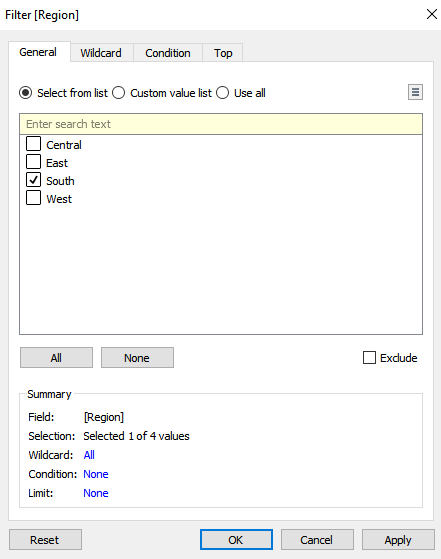 Filter [Region]
General Wildcard Condition Top
Select from list Custom value list Use all
Enter search text
Central
East
South
West
All None Exclude
Summary
Field: [Region]
Selection: Selected 1 of 4 values
Wildcard: All
Condition: None
Limit: None
Reset OK Cancel Apply